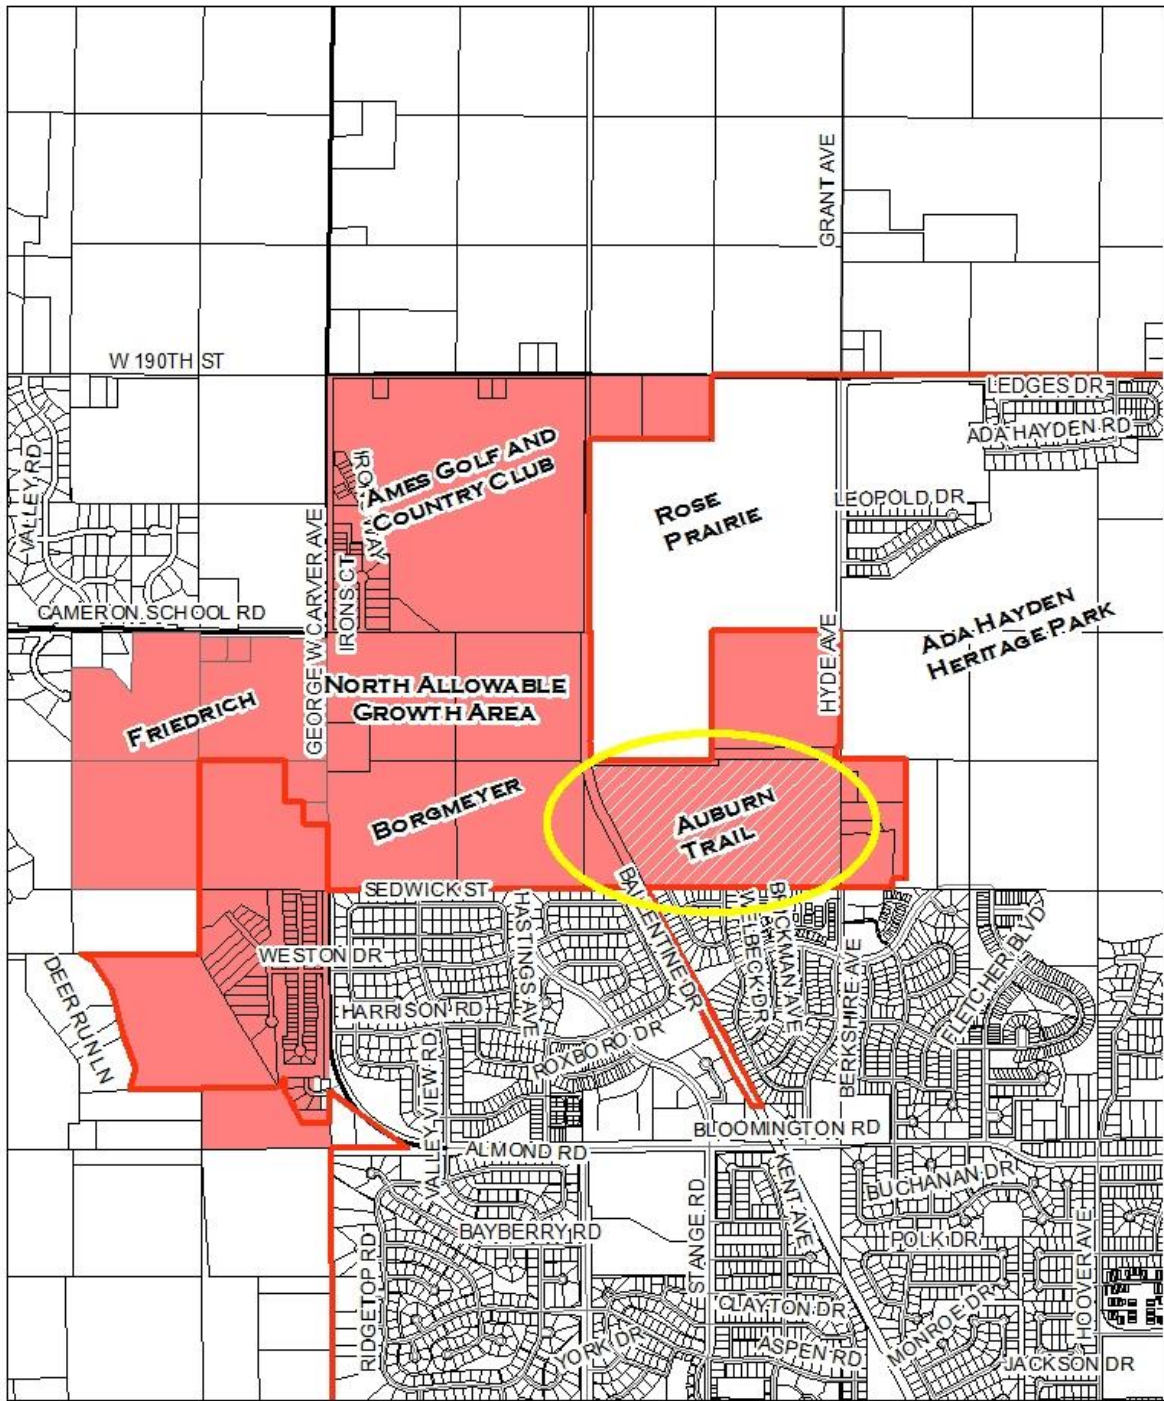 GRANT AVE
W 190TH ST
LEDGES DR
ADA HAYDEN RD
VALLEY RD
AMES GOLF AND
COUNTRY CLUB
ROSE
PRAIRIE
LEOPOLD DR
GEORGE W CARVER AVE
IRONS CT
CAMERON SCHOOL RD
ADA HAYDEN
HERITAGE PARK
HYDE AVE
NORTH ALLOWABLE
GROWTH AREA
FRIEDRICH
BORGMEYER
AUBURN
TRAIL
SEDWICK ST
HASTINGS AVE
BALLENTINE DR
WELBECK DR
BRICKMAN AVE
BERKSHIRE AVE
FLETCHER BLVD
WESTON DR
DEER RUN LN
HARRISON RD
ROXBORO DR
VALLEY VIEW RD
BLOOMINGTON RD
ALMOND RD
KENT AVE
BUCHANAN DR
STANGE RD
BAYBERRY RD
POLK DR
RIDGETOP RD
HOOVER AVE
CLAYTON DR
MONROE DR
YORK DR
ASPEN RD
JACKSON DR